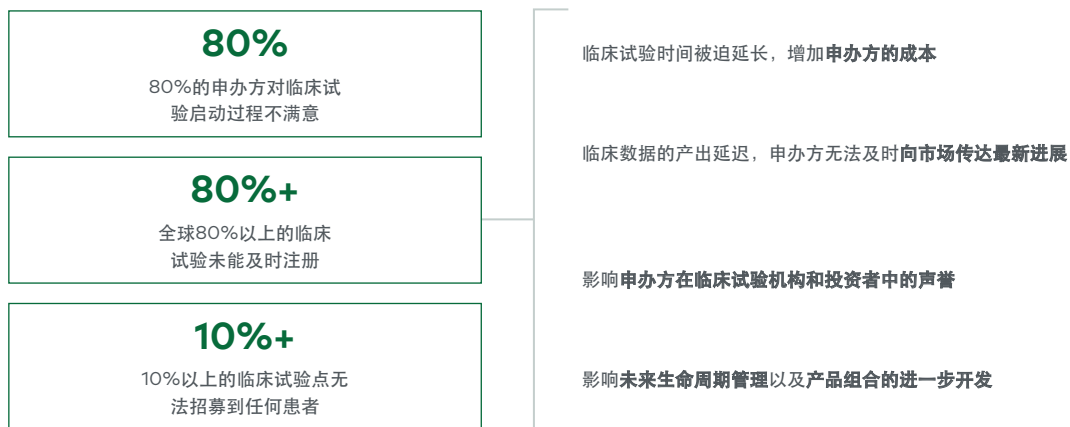 80%
80%的申办方对临床试
验启动过程不满意
80%+
全球80%以上的临床
试验未能及时注册
10%+
10%以上的临床试验点无
法招募到任何患者
临床试验时间被迫延长，增加申办方的成本
临床数据的产出延迟，申办方无法及时向市场传达最新进展
影响申办方在临床试验机构和投资者中的声誉
影响未来生命周期管理以及产品组合的进一步开发